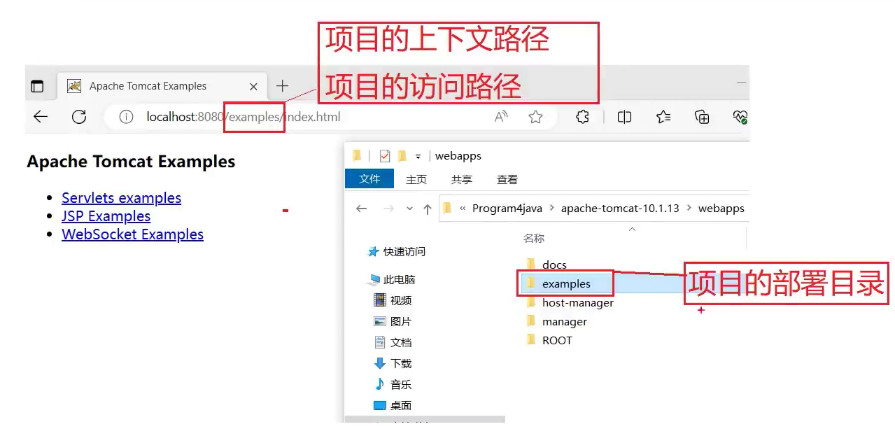 项目的上下文路径
项目的访问路径
Apache Tomcat Examples
localhost:8080/examples/index.html
Apache Tomcat Examples
Servlets examples
JSP Examples
WebSocket Examples
webapps
文件 主页 共享 查看
« Program4java > apache-tomcat-10.1.13 > webapps
名称
快速访问
此电脑
视频
图片
文档
下载
音乐
桌面
docs
examples
host-manager
manager
ROOT
项目的部署目录